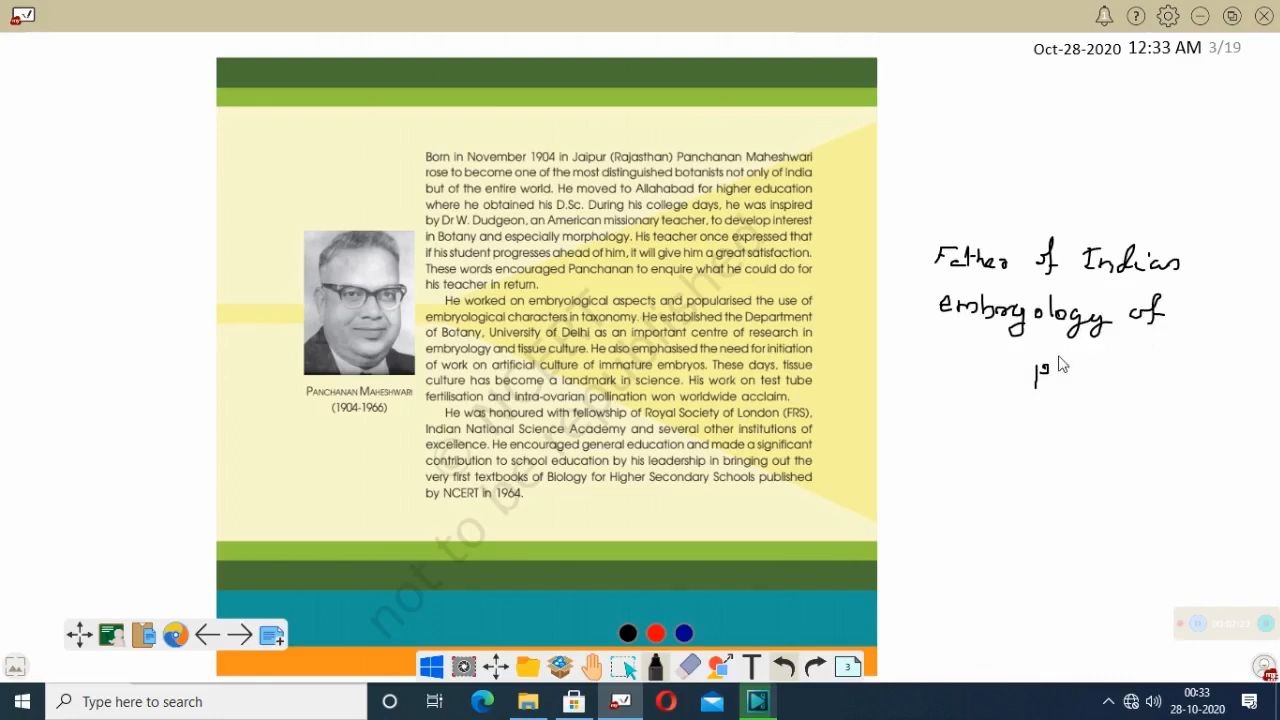 Oct-28-2020 12:33 AM 3/19
Born in November 1904 in Jaipur (Rajasthan) Panchanan Maheshwari
rose to become one of the most distinguished botanists not only of India
but of the entire world. He moved to Allahabad for higher education
where he obtained his D.Sc. During his college days, he was inspired
by Dr W. Dudgeon, an American missionary teacher, to develop interest
in Botany and especially morphology. His teacher once expressed that
if his student progresses ahead of him, it will give him a great satisfaction.
These words encouraged Panchanan to enquire what he could do for
his teacher in return.
He worked on embryological aspects and popularised the use of
embryological characters in taxonomy. He established the Department
of Botany, University of Delhi as an important centre of research in
embryology and tissue culture. He also emphasised the need for initiation
of work on artificial culture of immature embryos. These days, tissue
culture has become a landmark in science. His work on test tube
fertilisation and intra-ovarian pollination won worldwide acclaim.
He was honoured with fellowship of Royal Society of London (FRS),
Indian National Science Academy and several other institutions of
excellence. He encouraged general education and made a significant
contribution to school education by his leadership in bringing out the
very first textbooks of Biology for Higher Secondary Schools published
by NCERT in 1964.
PANCHANAN MAHESHWARI
(1904-1966)
Father of Indian
embryology of
© NCERT
not to be republished
3
Type here to search
00:33
28-10-2020